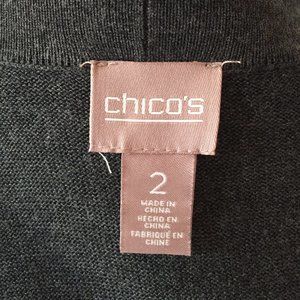 chico's
2
MADE IN
CHINA
HECHO EN
CHINA
FABRIQUÉ EN
CHINE